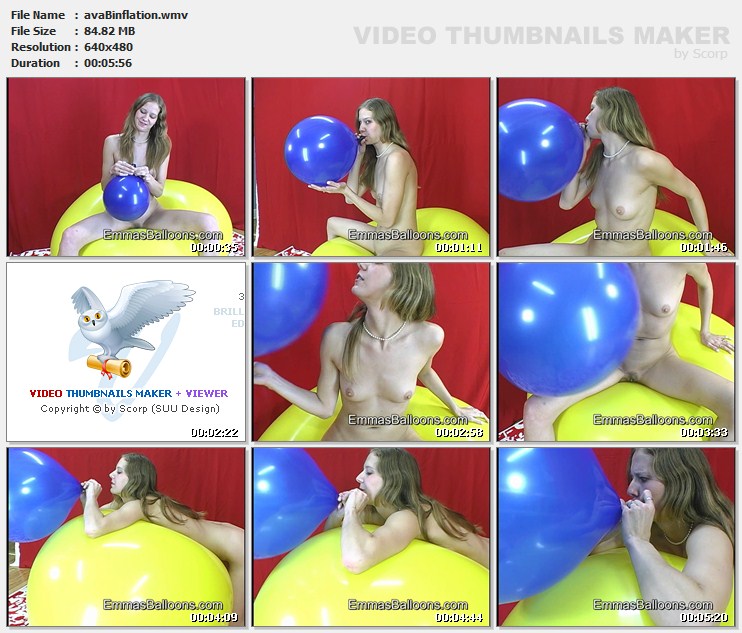 File Name : avaBinflation.wmv
File Size : 84.82 MB
Resolution : 640x480
Duration : 00:05:56
VIDEO THUMBNAILS MAKER
by Scorp
EmmasBalloons.com
00:00:35
EmmasBalloons.com
00:01:11
EmmasBalloons.com
00:01:46
3
BRILL
ED
VIDEO THUMBNAILS MAKER + VIEWER
Copyright © by Scorp (SUU Design)
00:02:22
EmmasBalloons.com
00:02:58
EmmasBalloons.com
00:03:33
EmmasBalloons.com
00:04:09
EmmasBalloons.com
00:04:44
EmmasBalloons.com
00:05:20